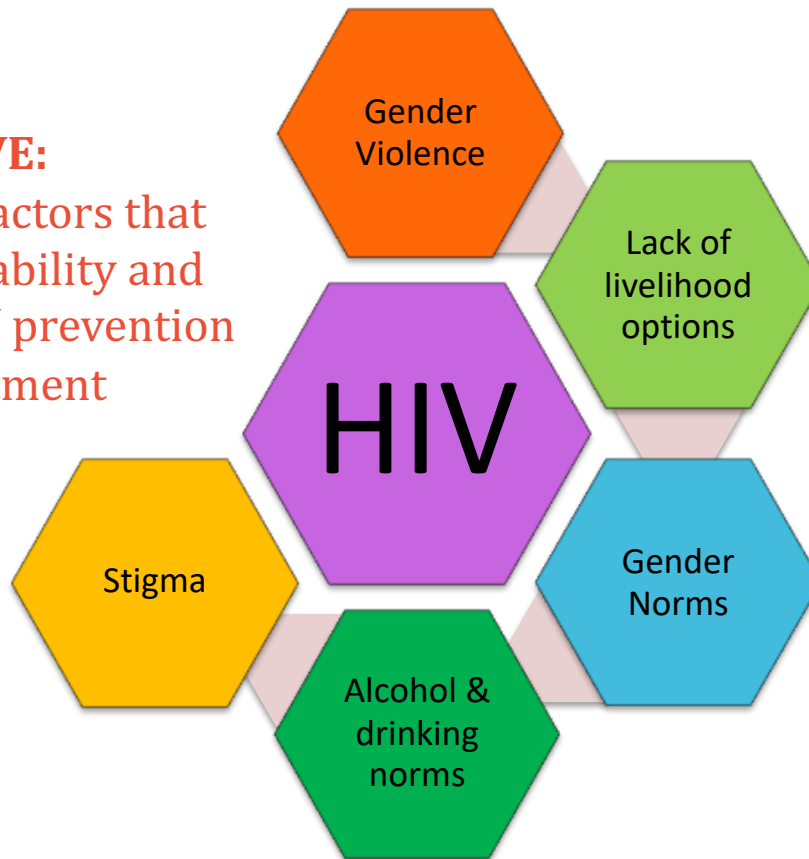 VE:
actors that
ability and
prevention
tment
Gender
Violence
Lack of
livelihood
options
HIV
Stigma
Gender
Norms
Alcohol &
drinking
norms